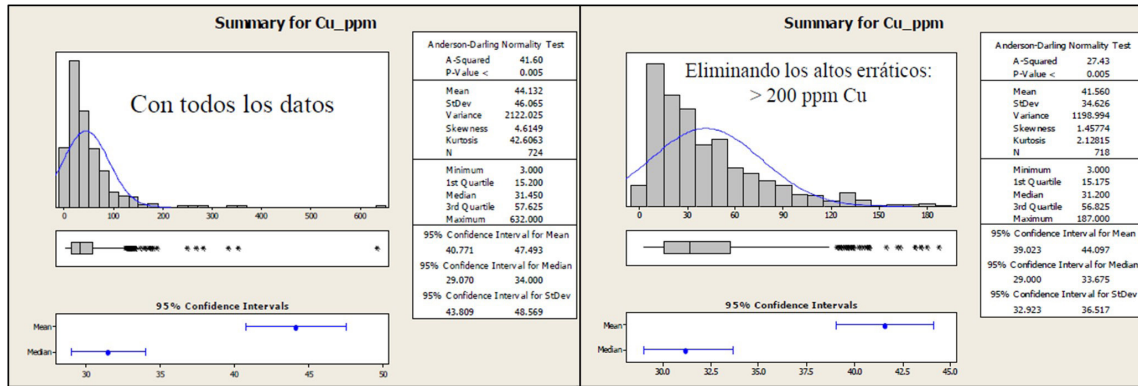 Summary for Cu_ppm
Con todos los datos
0 100 200 300 400 500 600
Anderson-Darling Normality Test
A-Squared 41.60
P-Value < 0.005
Mean 44.132
StDev 46.065
Variance 2122.025
Skewness 4.6149
Kurtosis 42.6063
N 724
Minimum 3.000
1st Quartile 15.200
Median 31.450
3rd Quartile 57.625
Maximum 632.000
95% Confidence Interval for Mean
40.771 47.493
95% Confidence Interval for Median
29.070 34.000
95% Confidence Interval for StDev
43.809 48.569
95% Confidence Intervals
Mean
Median
30 35 40 45 50
Summary for Cu_ppm
Eliminando los altos erráticos:
> 200 ppm Cu
0 30 60 90 120 150 180
Anderson-Darling Normality Test
A-Squared 27.43
P-Value < 0.005
Mean 41.560
StDev 34.626
Variance 1198.994
Skewness 1.45774
Kurtosis 2.12815
N 718
Minimum 3.000
1st Quartile 15.175
Median 31.200
3rd Quartile 56.825
Maximum 187.000
95% Confidence Interval for Mean
39.023 44.097
95% Confidence Interval for Median
29.000 33.675
95% Confidence Interval for StDev
32.923 36.517
95% Confidence Intervals
Mean
Median
30.0 32.5 35.0 37.5 40.0 42.5 45.0